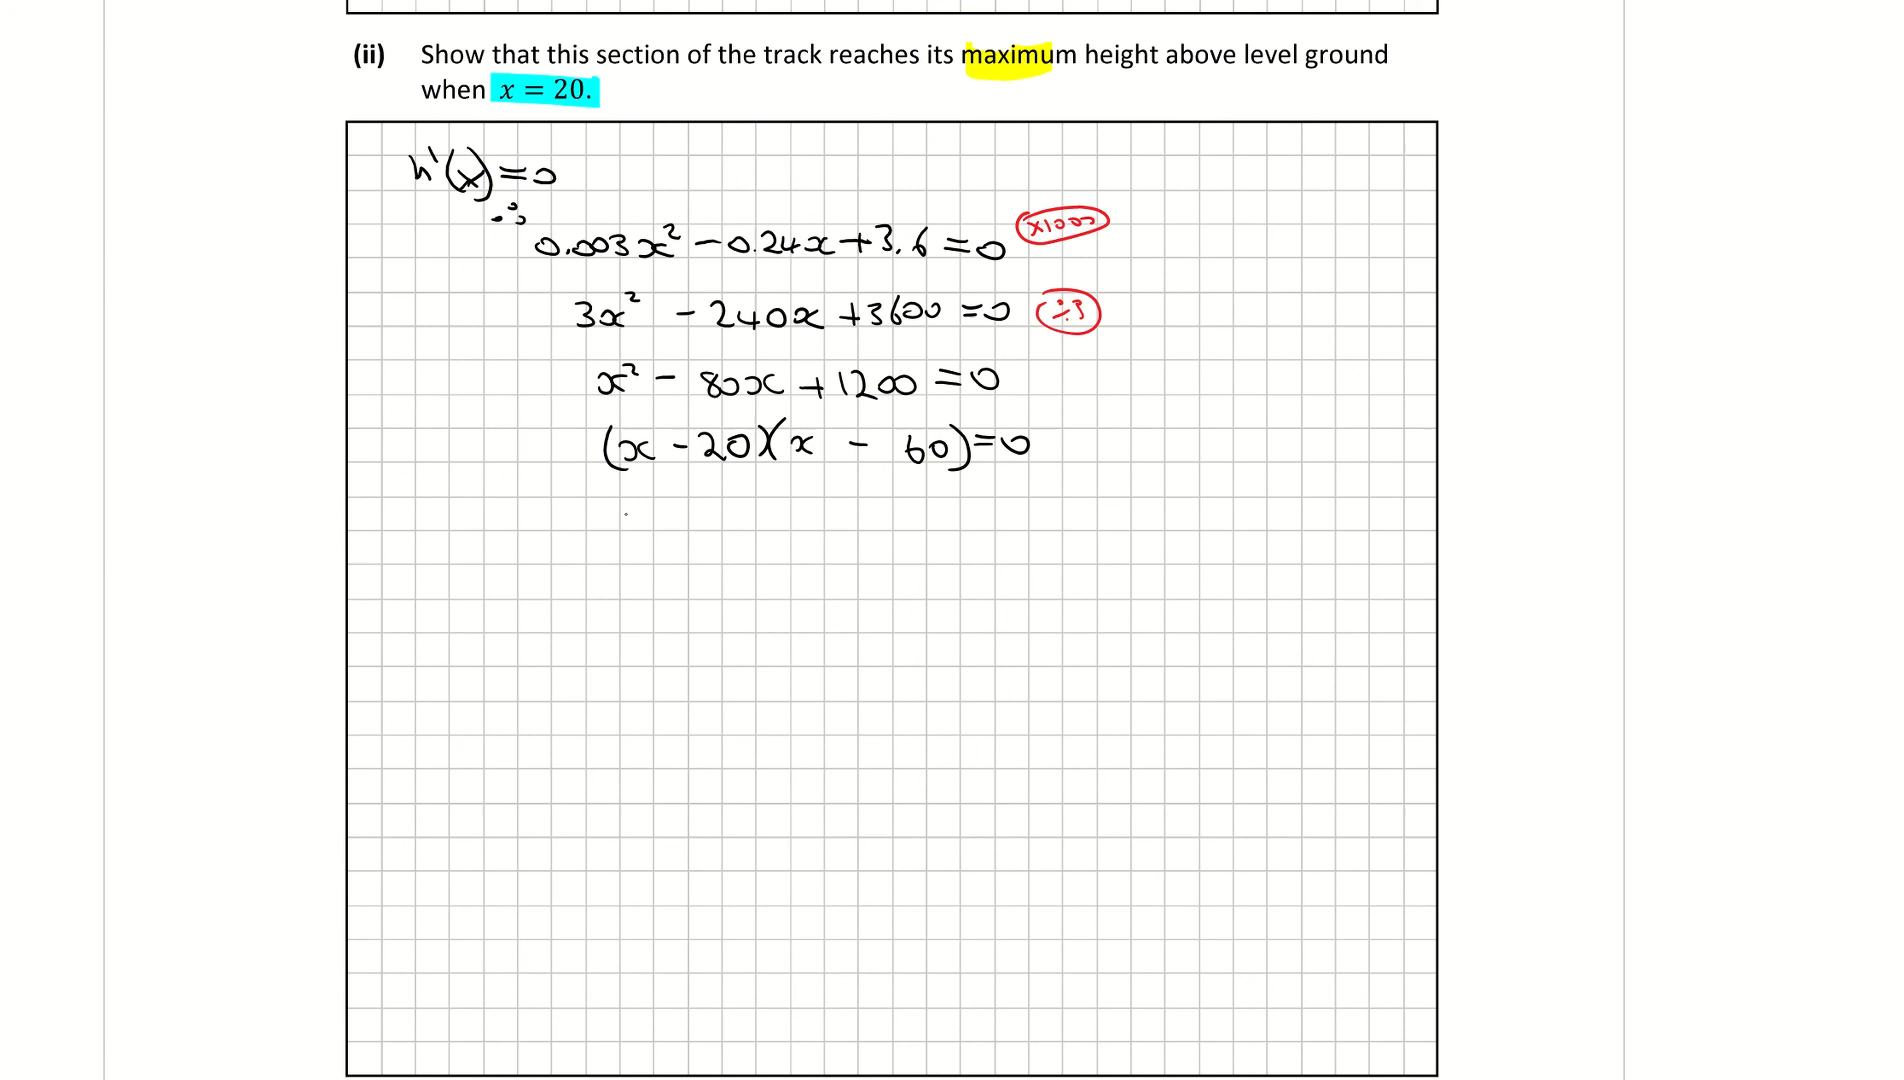 (ii) Show that this section of the track reaches its maximum height above level ground
when x = 20.
h'(x) = 0
∴
0.003x² - 0.24x + 3.6 = 0 ×1000
3x² - 240x + 3600 = 0 ÷3
x² - 80x + 1200 = 0
(x - 20)(x - 60) = 0